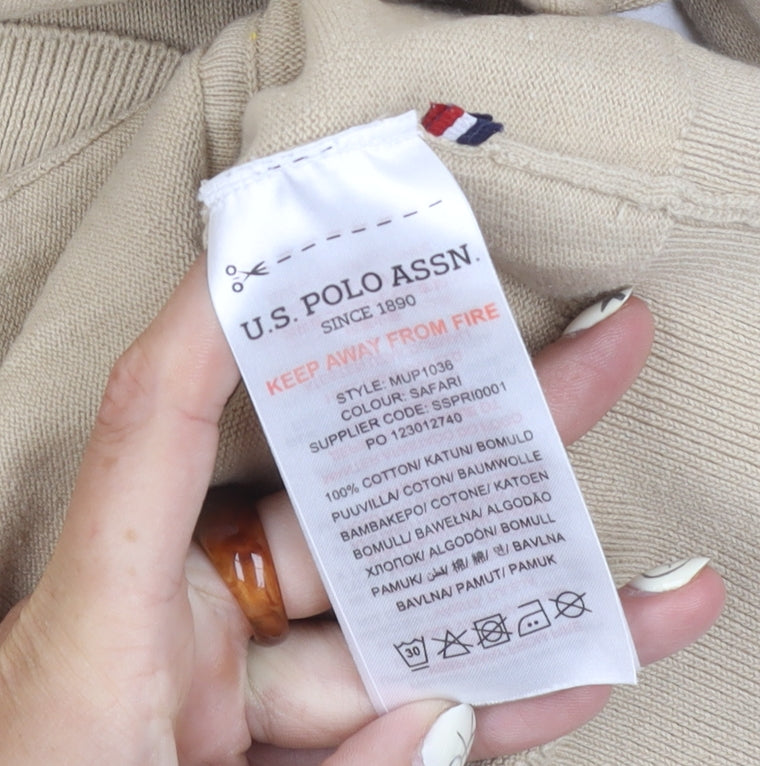 U.S. POLO ASSN.
SINCE 1890
KEEP AWAY FROM FIRE
STYLE: MUP1036
COLOUR: SAFARI
SUPPLIER CODE: SSPRI0001
PO 123012740
100% COTTON/ KATUN/ BOMULD
PUUVILLA/ COTON/ BAUMWOLLE
BAMBAKEPO/ COTONE/ KATOEN
BOMULL/ BAWEŁNA/ ALGODÃO
ХЛОПОК/ ALGODÓN/ BOMULL
PAMUK/ /棉/ 綿/ 면/ BAVLNA
BAVLNA/ PAMUT/ PAMUK
30